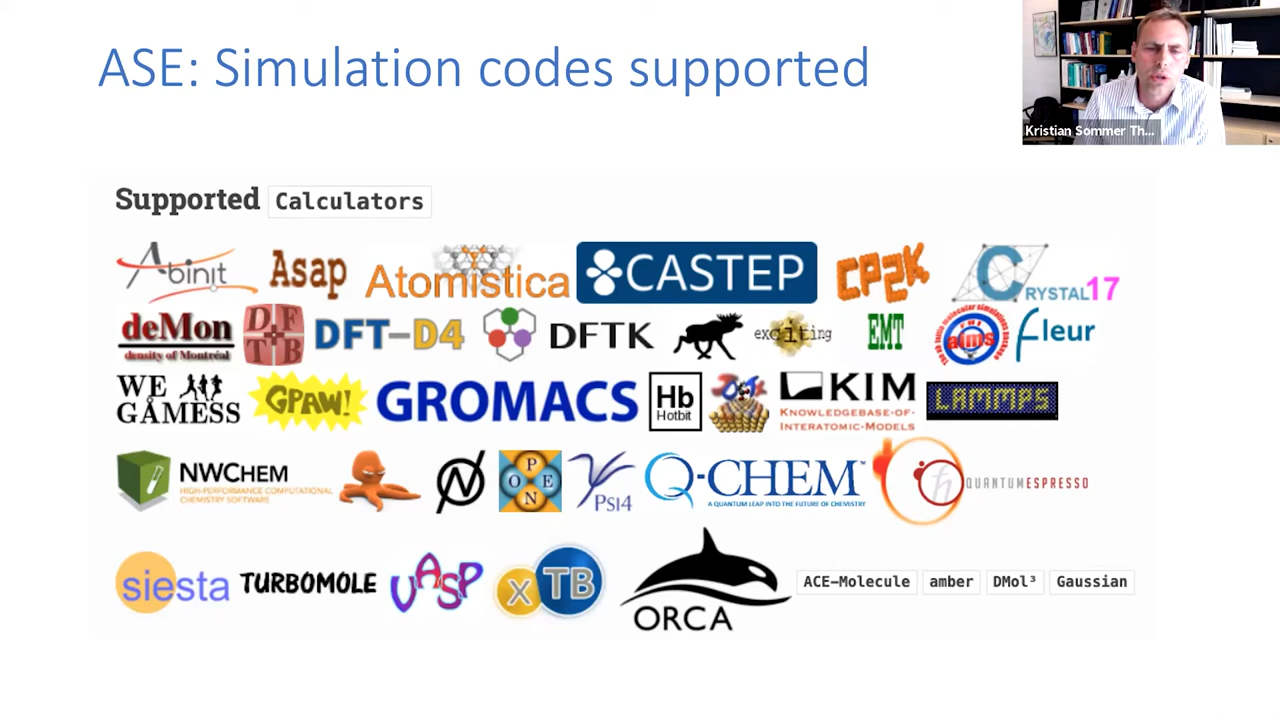 ASE: Simulation codes supported
Kristian Sommer Th...
Supported Calculators
Abinit Asap Atomistica CASTEP CP2K CRYSTAL17
deMon density of Montréal DFTB DFT-D4 DFTK exciting EMT aims fleur
WE GAMESS GPAW! GROMACS Hb Hotbit KIM KNOWLEDGEBASE-OF-INTERATOMIC-MODELS LAMMPS
NWCHEM HIGH-PERFORMANCE COMPUTATIONAL CHEMISTRY SOFTWARE N OPEN PSI4 Q-CHEM™ A QUANTUM LEAP INTO THE FUTURE OF CHEMISTRY ħ QUANTUMESPRESSO
siesta TURBOMOLE VASP xTB ORCA ACE-Molecule amber DMol³ Gaussian